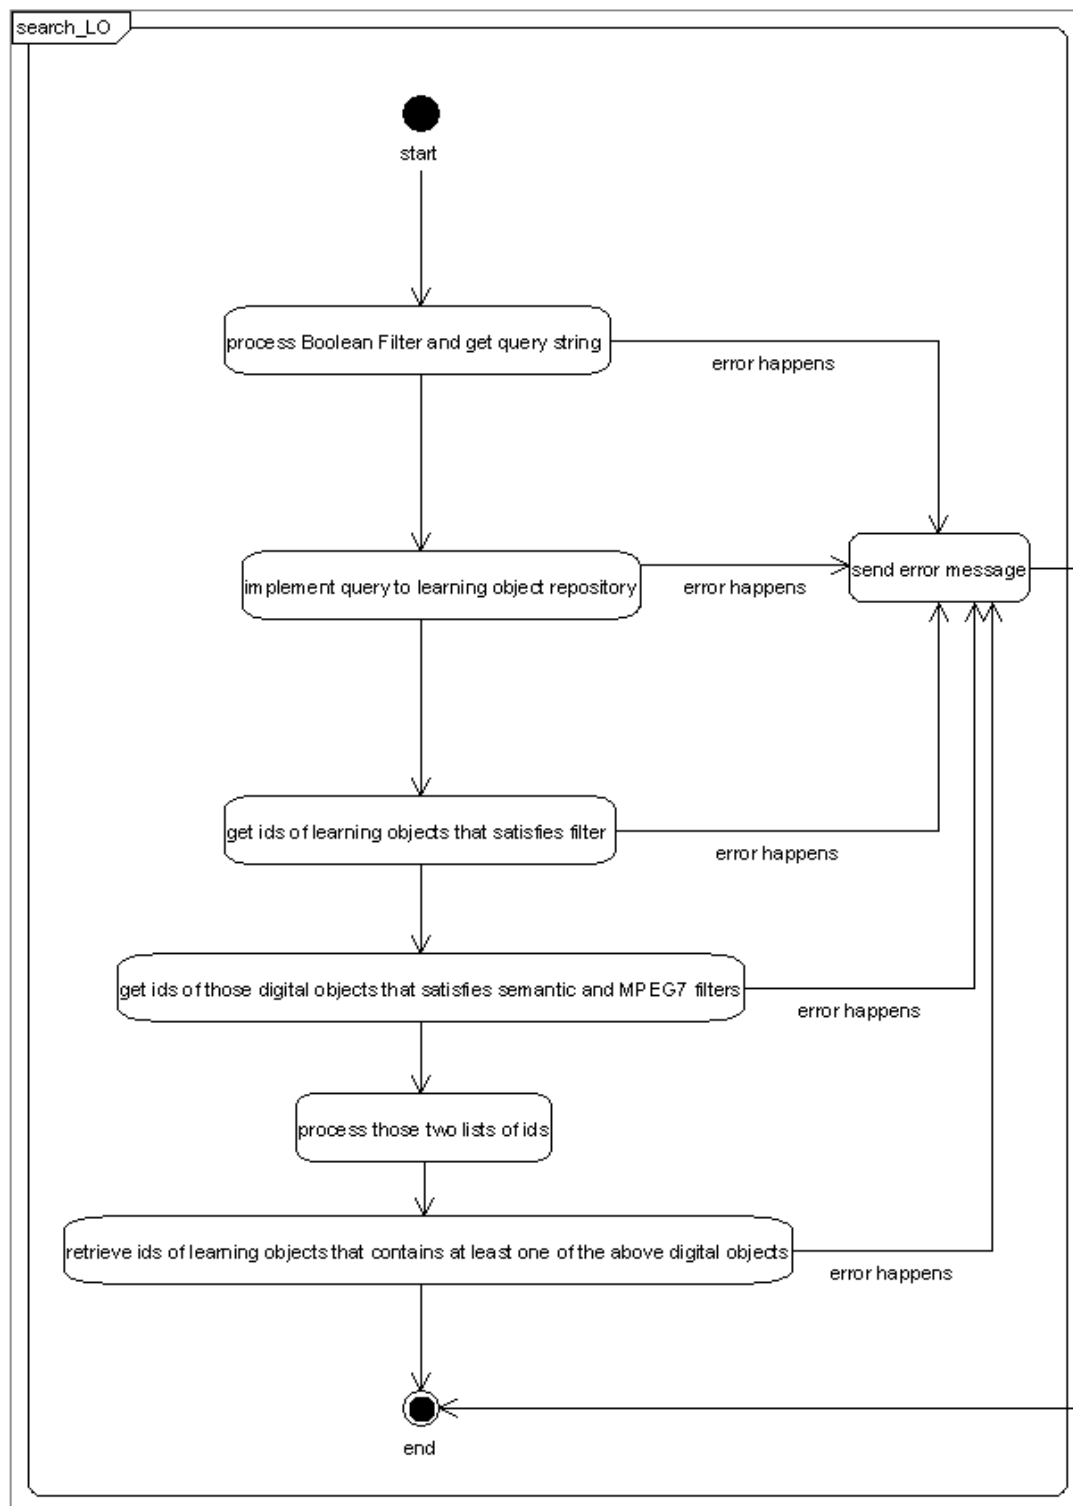 search_LO
start
process Boolean Filter and get query string
error happens
send error message
implement query to learning object repository
error happens
get ids of learning objects that satisfies filter
error happens
get ids of those digital objects that satisfies semantic and MPEG7 filters
error happens
process those two lists of ids
retrieve ids of learning objects that contains at least one of the above digital objects
error happens
end